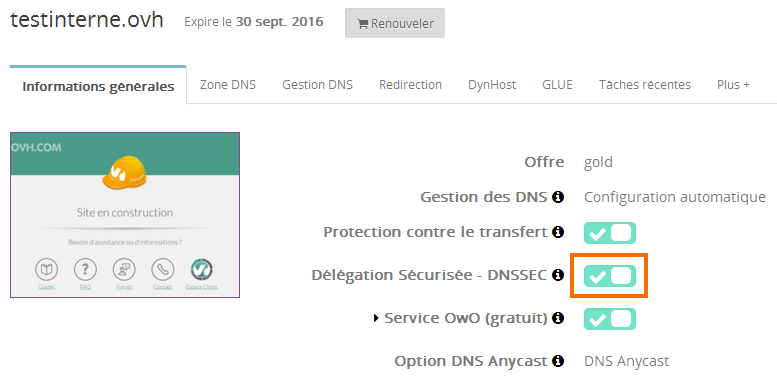 testinterne.ovh Expire le 30 sept. 2016 Renouveler
Informations générales Zone DNS Gestion DNS Redirection DynHost GLUE Tâches récentes Plus +
OVH.COM
Site en construction
Besoin d'assistance ou d'informations ?
Guides FAQ Forum Contact Espace Client
Offre gold
Gestion des DNS Configuration automatique
Protection contre le transfert
Délégation Sécurisée - DNSSEC
Service OwO (gratuit)
Option DNS Anycast DNS Anycast